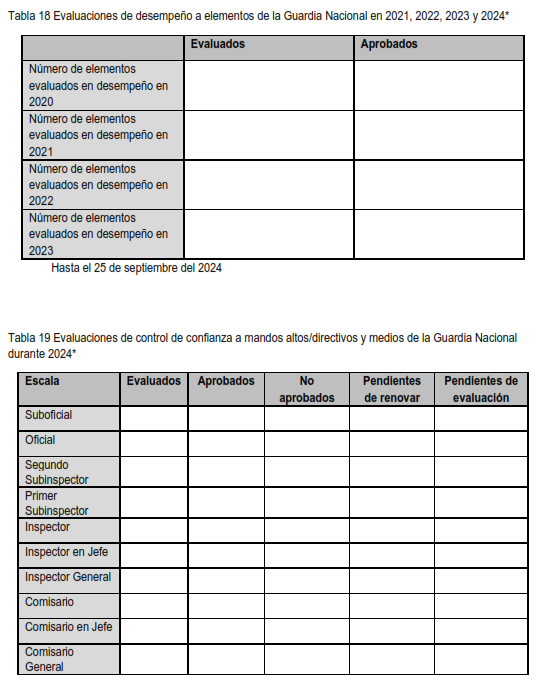 Tabla 18 Evaluaciones de desempeño a elementos de la Guardia Nacional en 2021, 2022, 2023 y 2024*
Evaluados Aprobados
Número de elementos
evaluados en desempeño en
2020
Número de elementos
evaluados en desempeño en
2021
Número de elementos
evaluados en desempeño en
2022
Número de elementos
evaluados en desempeño en
2023
Hasta el 25 de septiembre del 2024
Tabla 19 Evaluaciones de control de confianza a mandos altos/directivos y medios de la Guardia Nacional
durante 2024*
Escala Evaluados Aprobados No Pendientes Pendientes de
aprobados de renovar evaluación
Suboficial
Oficial
Segundo
Subinspector
Primer
Subinspector
Inspector
Inspector en Jefe
Inspector General
Comisario
Comisario en Jefe
Comisario
General